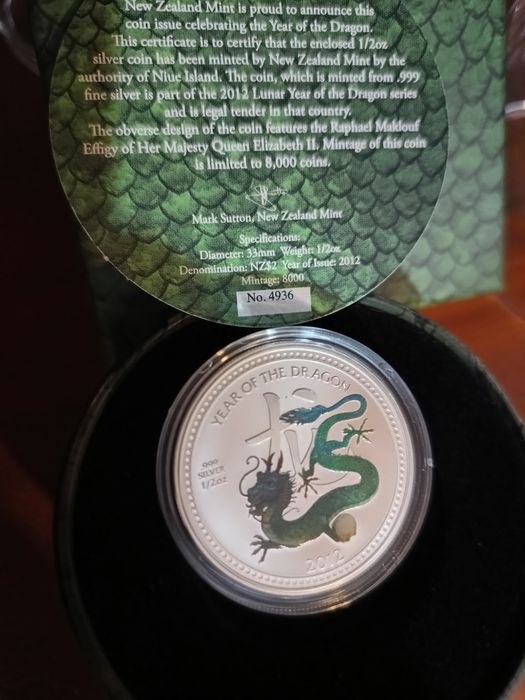 New Zealand Mint is proud to announce this
coin issue celebrating the Year of the Dragon.
This certificate is to certify that the enclosed 1/2oz
silver coin has been minted by New Zealand Mint by the
authority of Niue Island. The coin, which is minted from .999
fine silver is part of the 2012 Lunar Year of the Dragon series
and is legal tender in that country.
The obverse design of the coin features the Raphael Maklouf
Effigy of Her Majesty Queen Elizabeth II. Mintage of this coin
is limited to 8,000 coins.
Mark Sutton, New Zealand Mint
Specifications:
Diameter: 33mm Weight: 1/2oz
Denomination: NZ$2 Year of Issue: 2012
Mintage: 8000
No. 4936
YEAR OF THE DRAGON
龙
.999
SILVER
1/2oz
2012